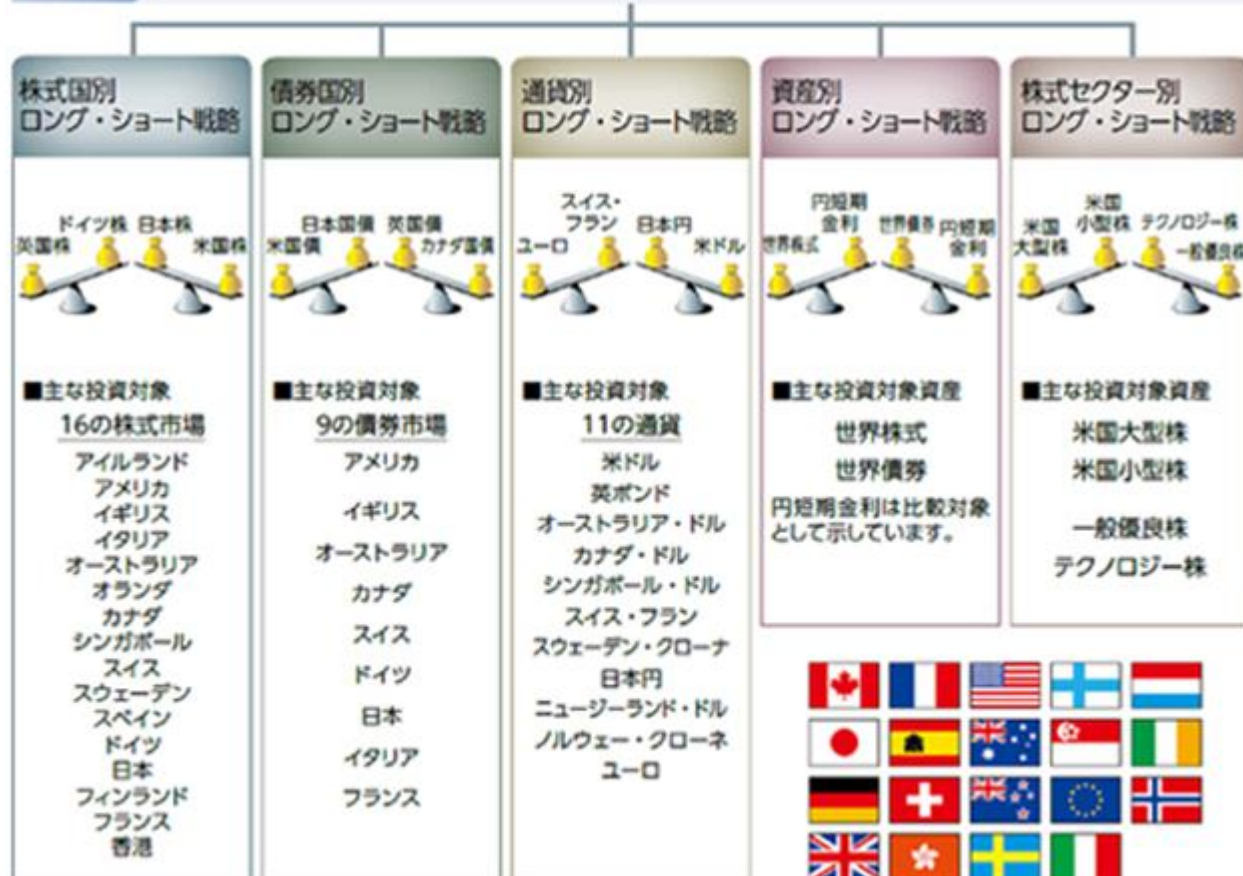 株式国別
ロング・ショート戦略
ドイツ株 日本株
英国株 米国株
■主な投資対象
16の株式市場
アイルランド
アメリカ
イギリス
イタリア
オーストラリア
オランダ
カナダ
シンガポール
スイス
スウェーデン
スペイン
ドイツ
日本
フィンランド
フランス
香港
債券国別
ロング・ショート戦略
日本国債 英国債
米国債 カナダ国債
■主な投資対象
9の債券市場
アメリカ
イギリス
オーストラリア
カナダ
スイス
ドイツ
日本
イタリア
フランス
通貨別
ロング・ショート戦略
スイス・
フラン 日本円
ユーロ 米ドル
■主な投資対象
11の通貨
米ドル
英ポンド
オーストラリア・ドル
カナダ・ドル
シンガポール・ドル
スイス・フラン
スウェーデン・クローナ
日本円
ニュージーランド・ドル
ノルウェー・クローネ
ユーロ
資産別
ロング・ショート戦略
円短期
金利 世界債券 円短期
世界株式 金利
■主な投資対象資産
世界株式
世界債券
円短期金利は比較対象
として示しています。
株式セクター別
ロング・ショート戦略
米国
米国 小型株 テクノロジー株
大型株 一般優良株
■主な投資対象資産
米国大型株
米国小型株
一般優良株
テクノロジー株